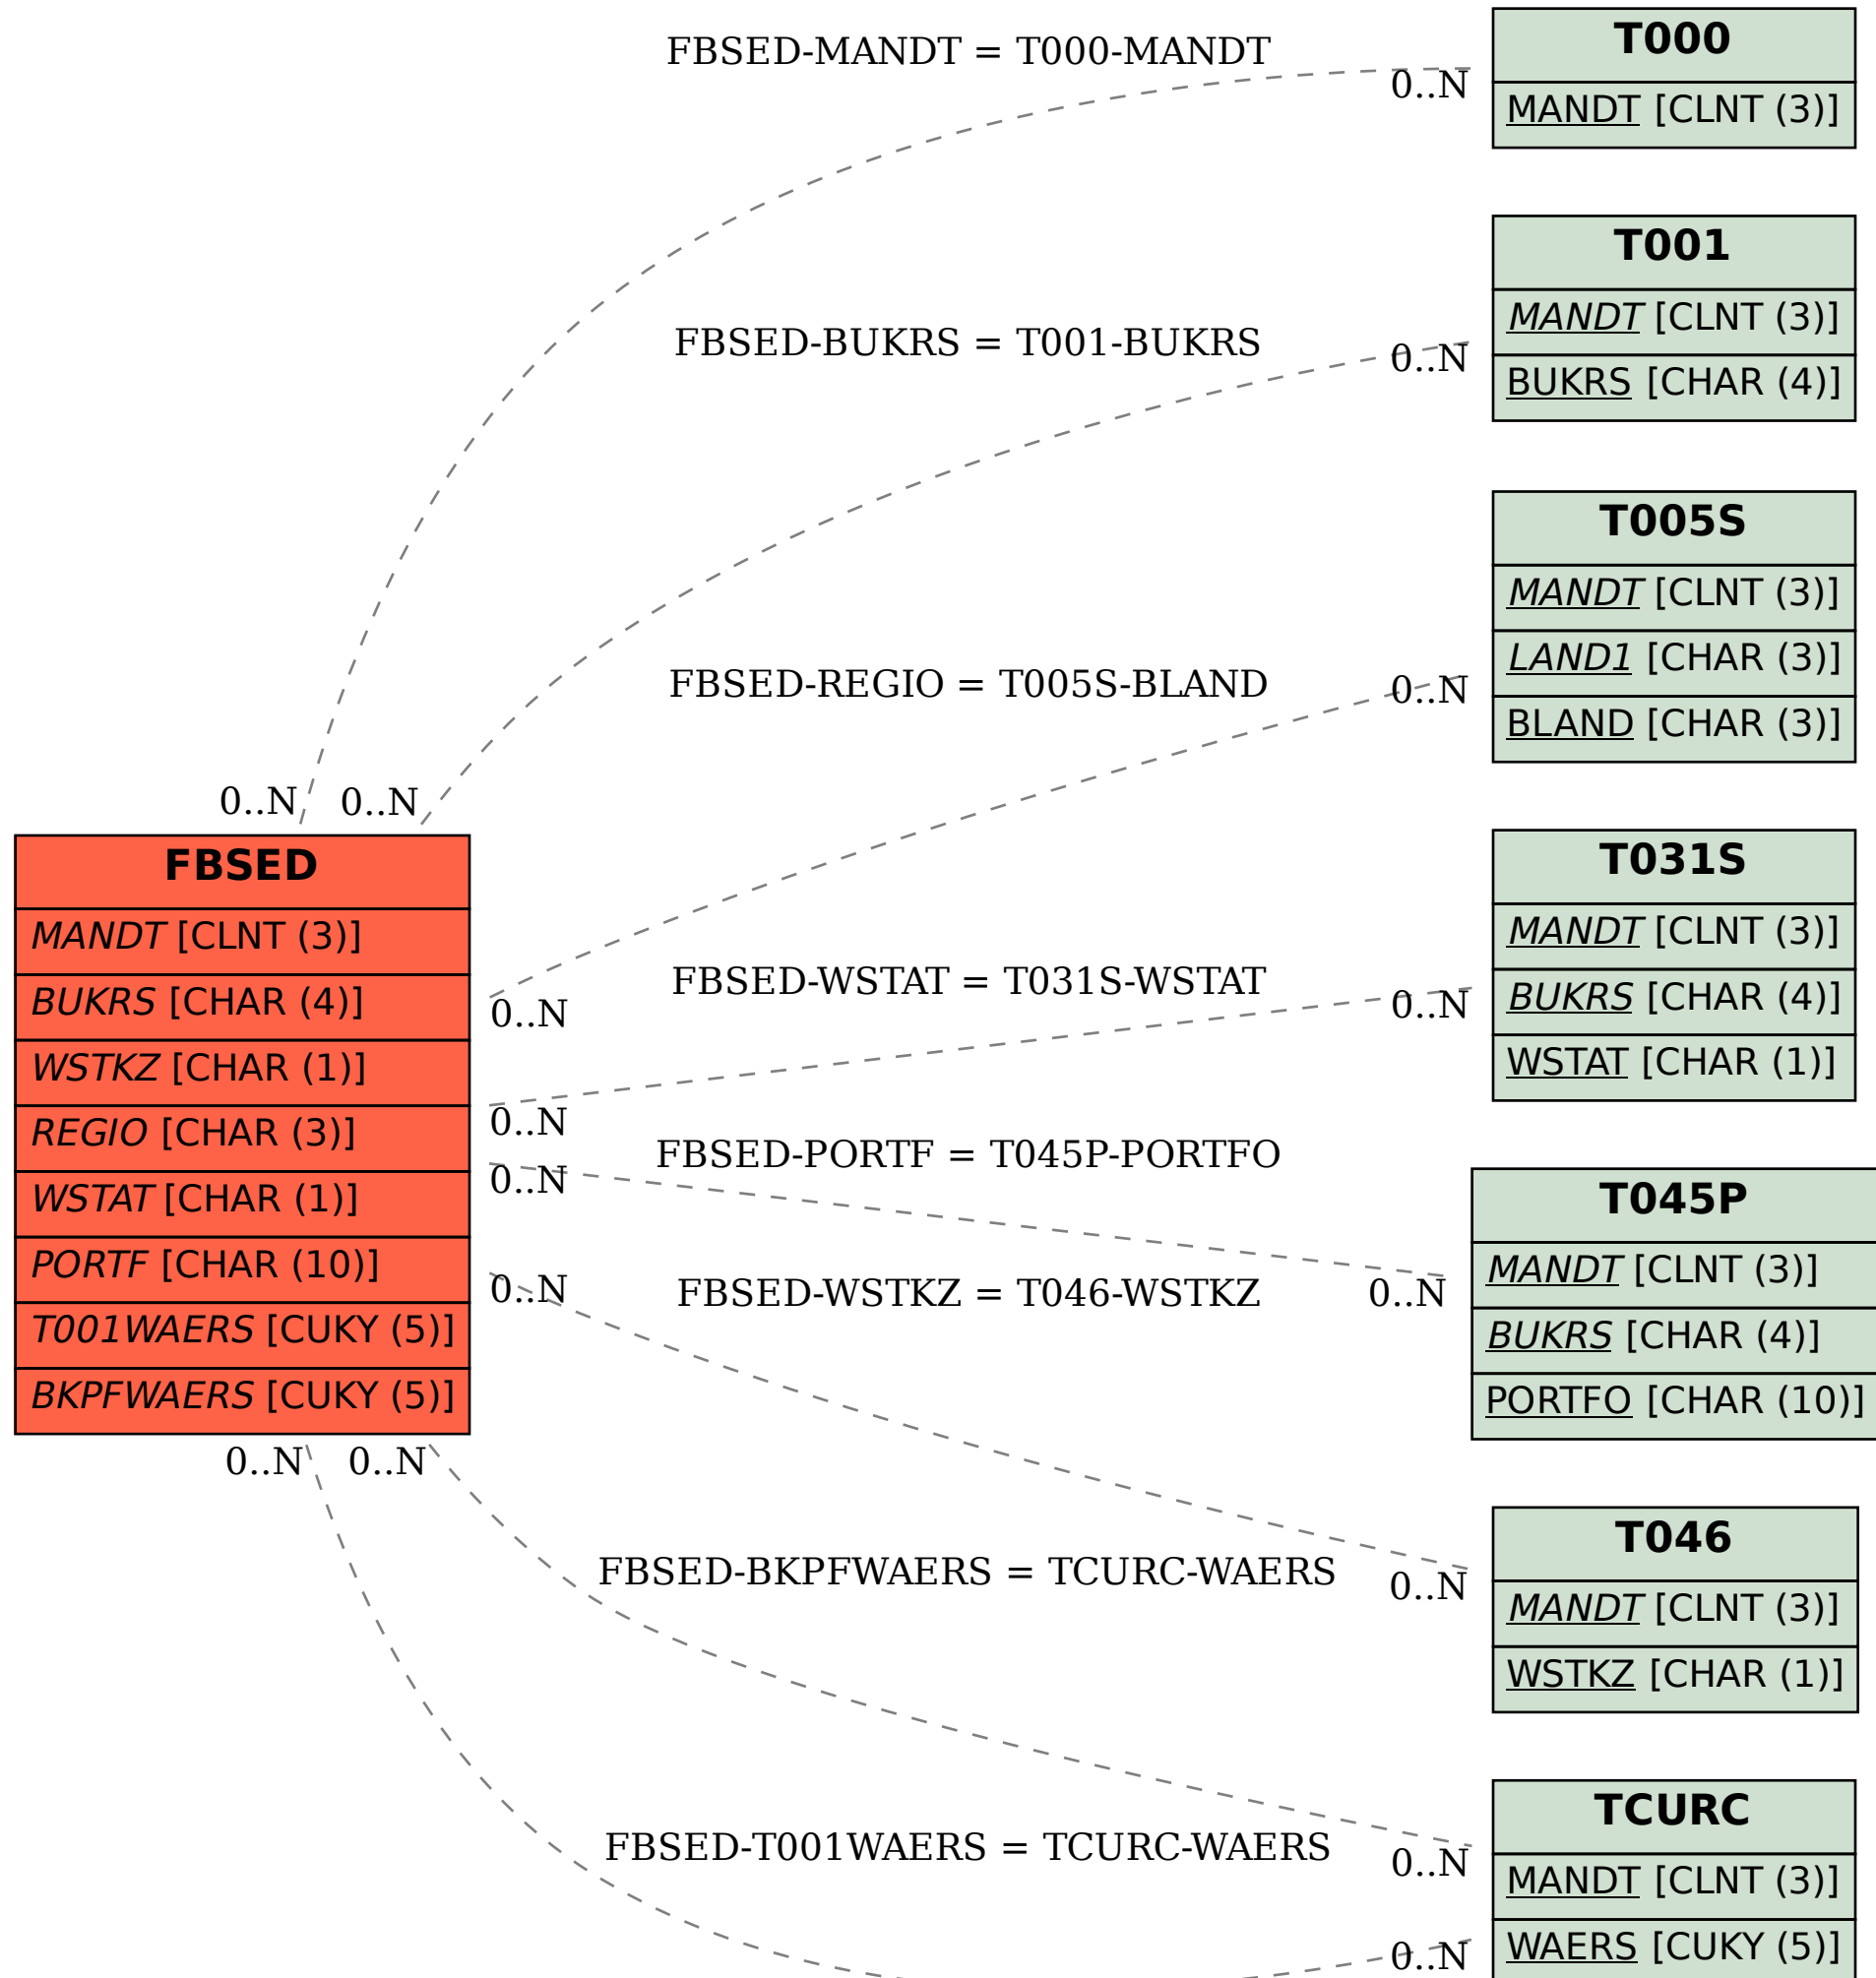 FBSED-MANDT = T000-MANDT
0..N
T000
MANDT [CLNT (3)]
T001
MANDT [CLNT (3)]
FBSED-BUKRS = T001-BUKRS
0..N
BUKRS [CHAR (4)]
T005S
MANDT [CLNT (3)]
LAND1 [CHAR (3)]
FBSED-REGIO = T005S-BLAND
0..N
BLAND [CHAR (3)]
0..N
0..N
FBSED
MANDT [CLNT (3)]
BUKRS [CHAR (4)]
WSTKZ [CHAR (1)]
REGIO [CHAR (3)]
WSTAT [CHAR (1)]
PORTF [CHAR (10)]
T001WAERS [CUKY (5)]
BKPFWAERS [CUKY (5)]
0..N
0..N
0..N
0..N
0..N
0..N
T031S
MANDT [CLNT (3)]
FBSED-WSTAT = T031S-WSTAT
0..N
BUKRS [CHAR (4)]
WSTAT [CHAR (1)]
FBSED-PORTF = T045P-PORTFO
T045P
MANDT [CLNT (3)]
FBSED-WSTKZ = T046-WSTKZ
0..N
BUKRS [CHAR (4)]
PORTFO [CHAR (10)]
T046
FBSED-BKPFWAERS = TCURC-WAERS
0..N
MANDT [CLNT (3)]
WSTKZ [CHAR (1)]
TCURC
FBSED-T001WAERS = TCURC-WAERS
0..N
MANDT [CLNT (3)]
0..N
WAERS [CUKY (5)]